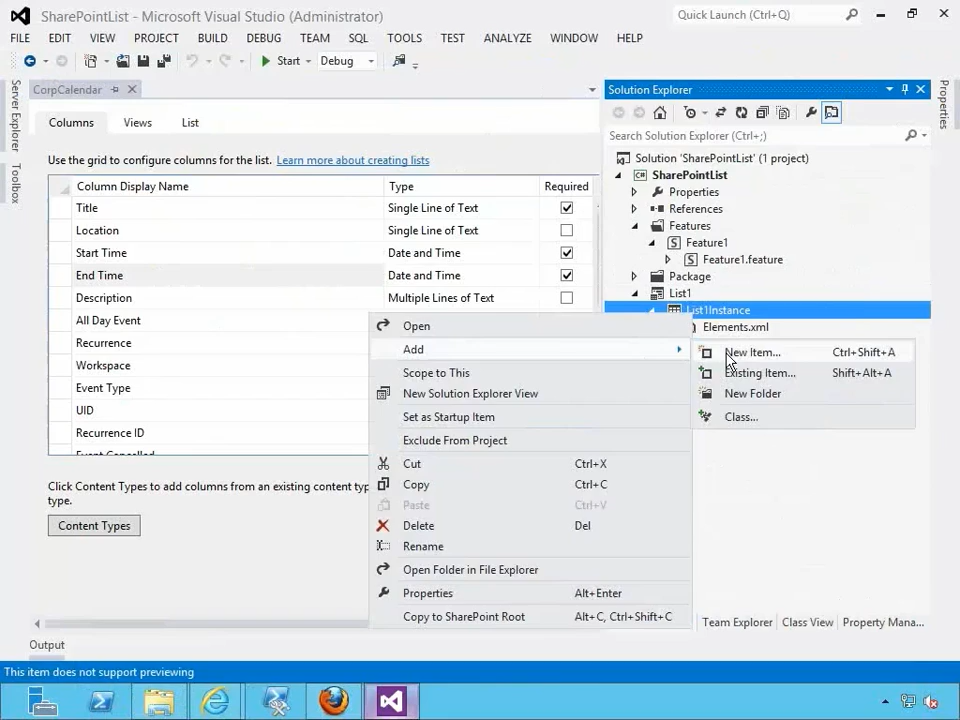 SharePointList - Microsoft Visual Studio (Administrator)
Quick Launch (Ctrl+Q)
FILE EDIT VIEW PROJECT BUILD DEBUG TEAM SQL TOOLS TEST ANALYZE WINDOW HELP
Start Debug
Server Explorer
Toolbox
CorpCalendar
Columns Views List
Use the grid to configure columns for the list. Learn more about creating lists
Column Display Name Type Required
Title Single Line of Text
Location Single Line of Text
Start Time Date and Time
End Time Date and Time
Description Multiple Lines of Text
All Day Event
Recurrence
Workspace
Event Type
UID
Recurrence ID
Event Cancelled
Click Content Types to add columns from an existing content typ
type.
Content Types
Open
Add
Scope to This
New Solution Explorer View
Set as Startup Item
Exclude From Project
Cut Ctrl+X
Copy Ctrl+C
Paste Ctrl+V
Delete Del
Rename
Open Folder in File Explorer
Properties Alt+Enter
Copy to SharePoint Root Alt+C, Ctrl+Shift+C
New Item... Ctrl+Shift+A
Existing Item... Shift+Alt+A
New Folder
Class...
Solution Explorer
Search Solution Explorer (Ctrl+;)
Solution 'SharePointList' (1 project)
C# SharePointList
Properties
References
Features
Feature1
Feature1.feature
Package
List1
List1Instance
Elements.xml
Team Explorer Class View Property Mana...
Properties
Output
This item does not support previewing